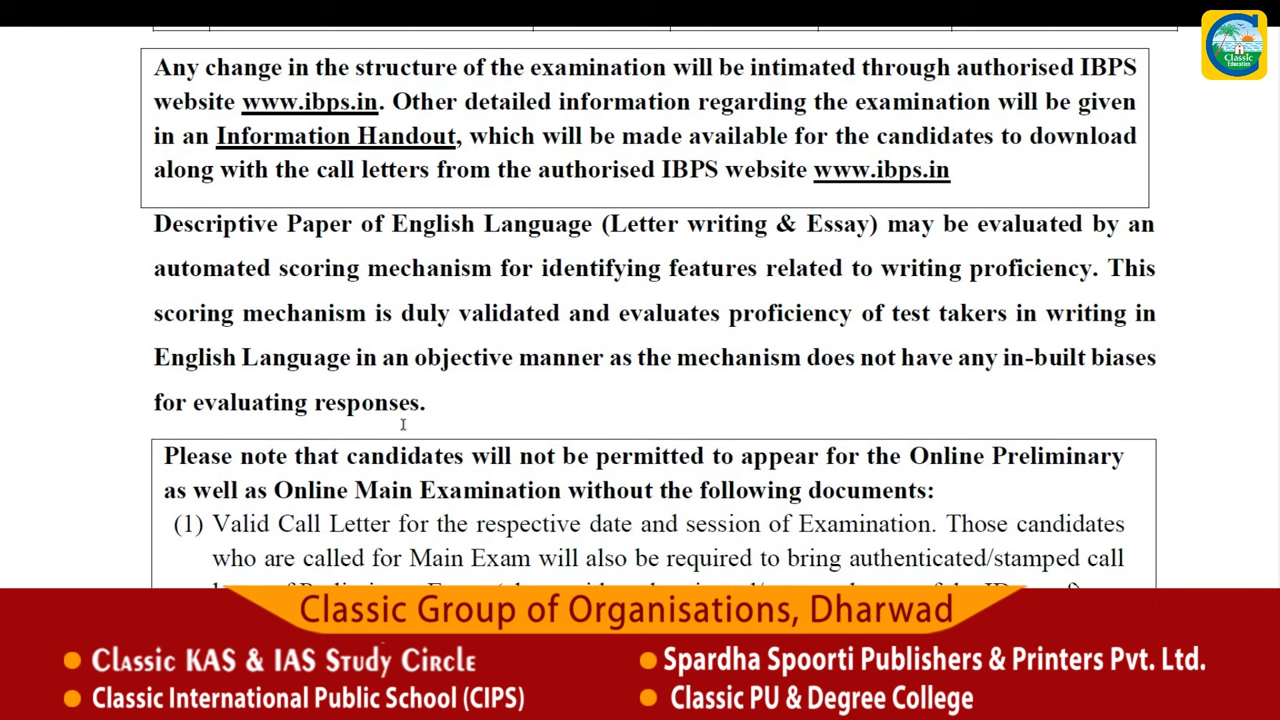 Classic
Education
Any change in the structure of the examination will be intimated through authorised IBPS
website www.ibps.in. Other detailed information regarding the examination will be given
in an Information Handout, which will be made available for the candidates to download
along with the call letters from the authorised IBPS website www.ibps.in
Descriptive Paper of English Language (Letter writing & Essay) may be evaluated by an
automated scoring mechanism for identifying features related to writing proficiency. This
scoring mechanism is duly validated and evaluates proficiency of test takers in writing in
English Language in an objective manner as the mechanism does not have any in-built biases
for evaluating responses.
Please note that candidates will not be permitted to appear for the Online Preliminary
as well as Online Main Examination without the following documents:
(1) Valid Call Letter for the respective date and session of Examination. Those candidates
who are called for Main Exam will also be required to bring authenticated/stamped call
Classic Group of Organisations, Dharwad
Classic KAS & IAS Study Circle
Spardha Spoorti Publishers & Printers Pvt. Ltd.
Classic International Public School (CIPS)
Classic PU & Degree College